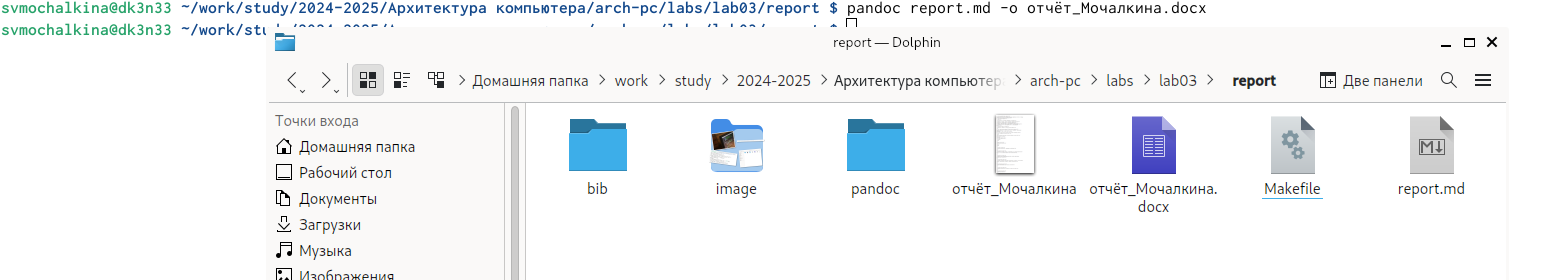 svmochalkina@dk3n33 ~/work/study/2024-2025/Архитектура компьютера/arch-pc/labs/lab03/report $ pandoc report.md -o отчёт_Мочалкина.docx
svmochalkina@dk3n33 ~/work/stu
report — Dolphin
Домашняя папка work study 2024-2025 Архитектура компьютер arch-pc labs lab03 report Две панели
Точки входа
Домашняя папка
Рабочий стол
Документы
Загрузки
Музыка
Изображения
bib image pandoc отчёт_Мочалкина отчёт_Мочалкина. Makefile report.md
docx